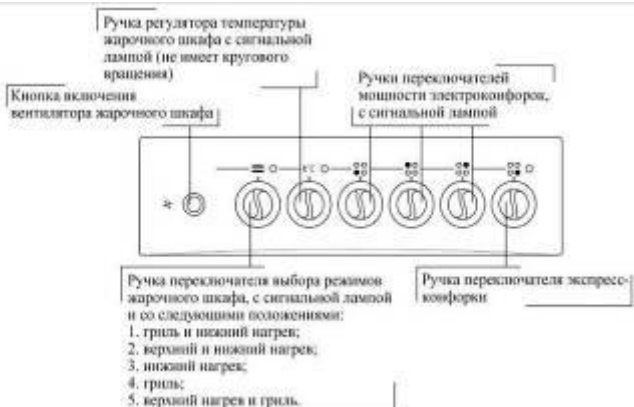 Ручка регулятора температуры
жарочного шкафа с сигнальной
лампой (не имеет кругового
вращения)
Ручки переключателей
мощности электроконфорок,
с сигнальной лампой
Кнопка включения
вентилятора жарочного шкафа
°C
Ручка переключателя выбора режимов
жарочного шкафа, с сигнальной лампой
и со следующими положениями:
1. гриль и нижний нагрев;
2. верхний и нижний нагрев;
3. нижний нагрев;
4. гриль;
5. верхний нагрев и гриль.
Ручка переключателя экспресс-
конфорки